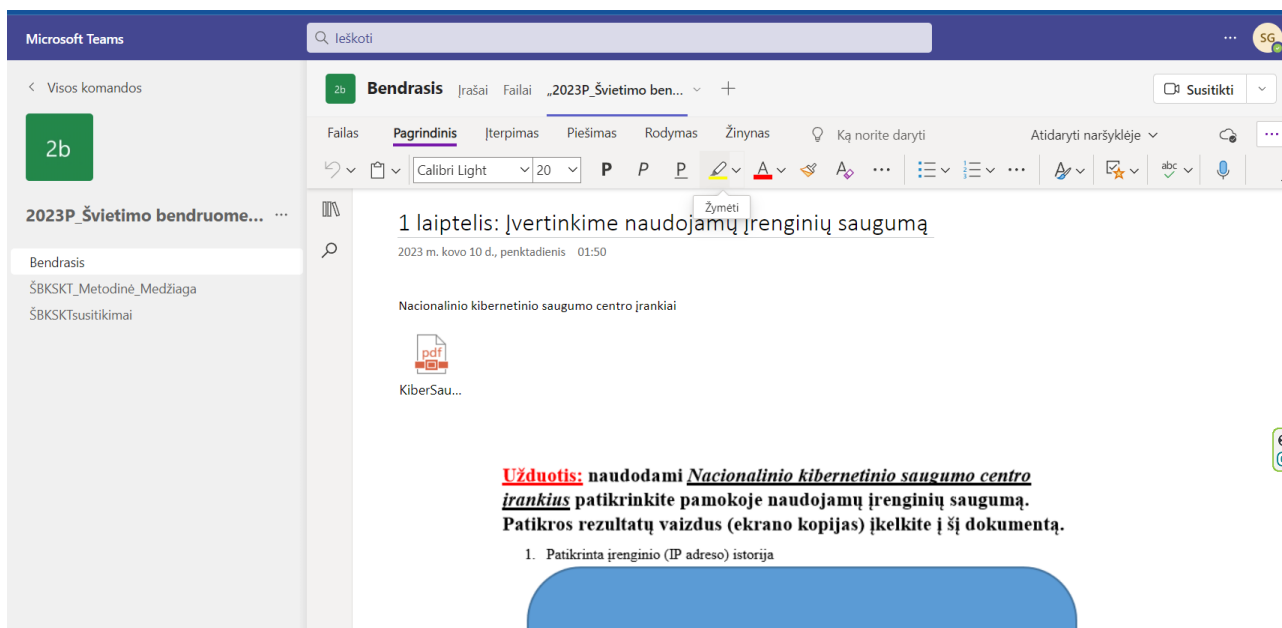 Microsoft Teams
Ieškoti
SG
Visos komandos
2b
2023P_Švietimo bendruome... ···
Bendrasis
ŠBKSKT_Metodinė_Medžiaga
ŠBKSKTsusitikimai
2b Bendrasis Įrašai Failai „2023P_Švietimo ben... Susitikti
Failas Pagrindinis Įterpimas Piešimas Rodymas Žinynas Ką norite daryti Atidaryti naršyklėje
Calibri Light 20 P P P A A abc
Žymėti
1 laiptelis: Įvertinkime naudojamų įrenginių saugumą
2023 m. kovo 10 d., penktadienis 01:50
Nacionalinio kibernetinio saugumo centro įrankiai
pdf
KiberSau...
Užduotis: naudodami Nacionalinio kibernetinio saugumo centro
įrankius patikrinkite pamokoje naudojamų įrenginių saugumą.
Patikros rezultatų vaizdus (ekrano kopijas) įkelkite į šį dokumentą.
1. Patikrinta įrenginio (IP adreso) istorija